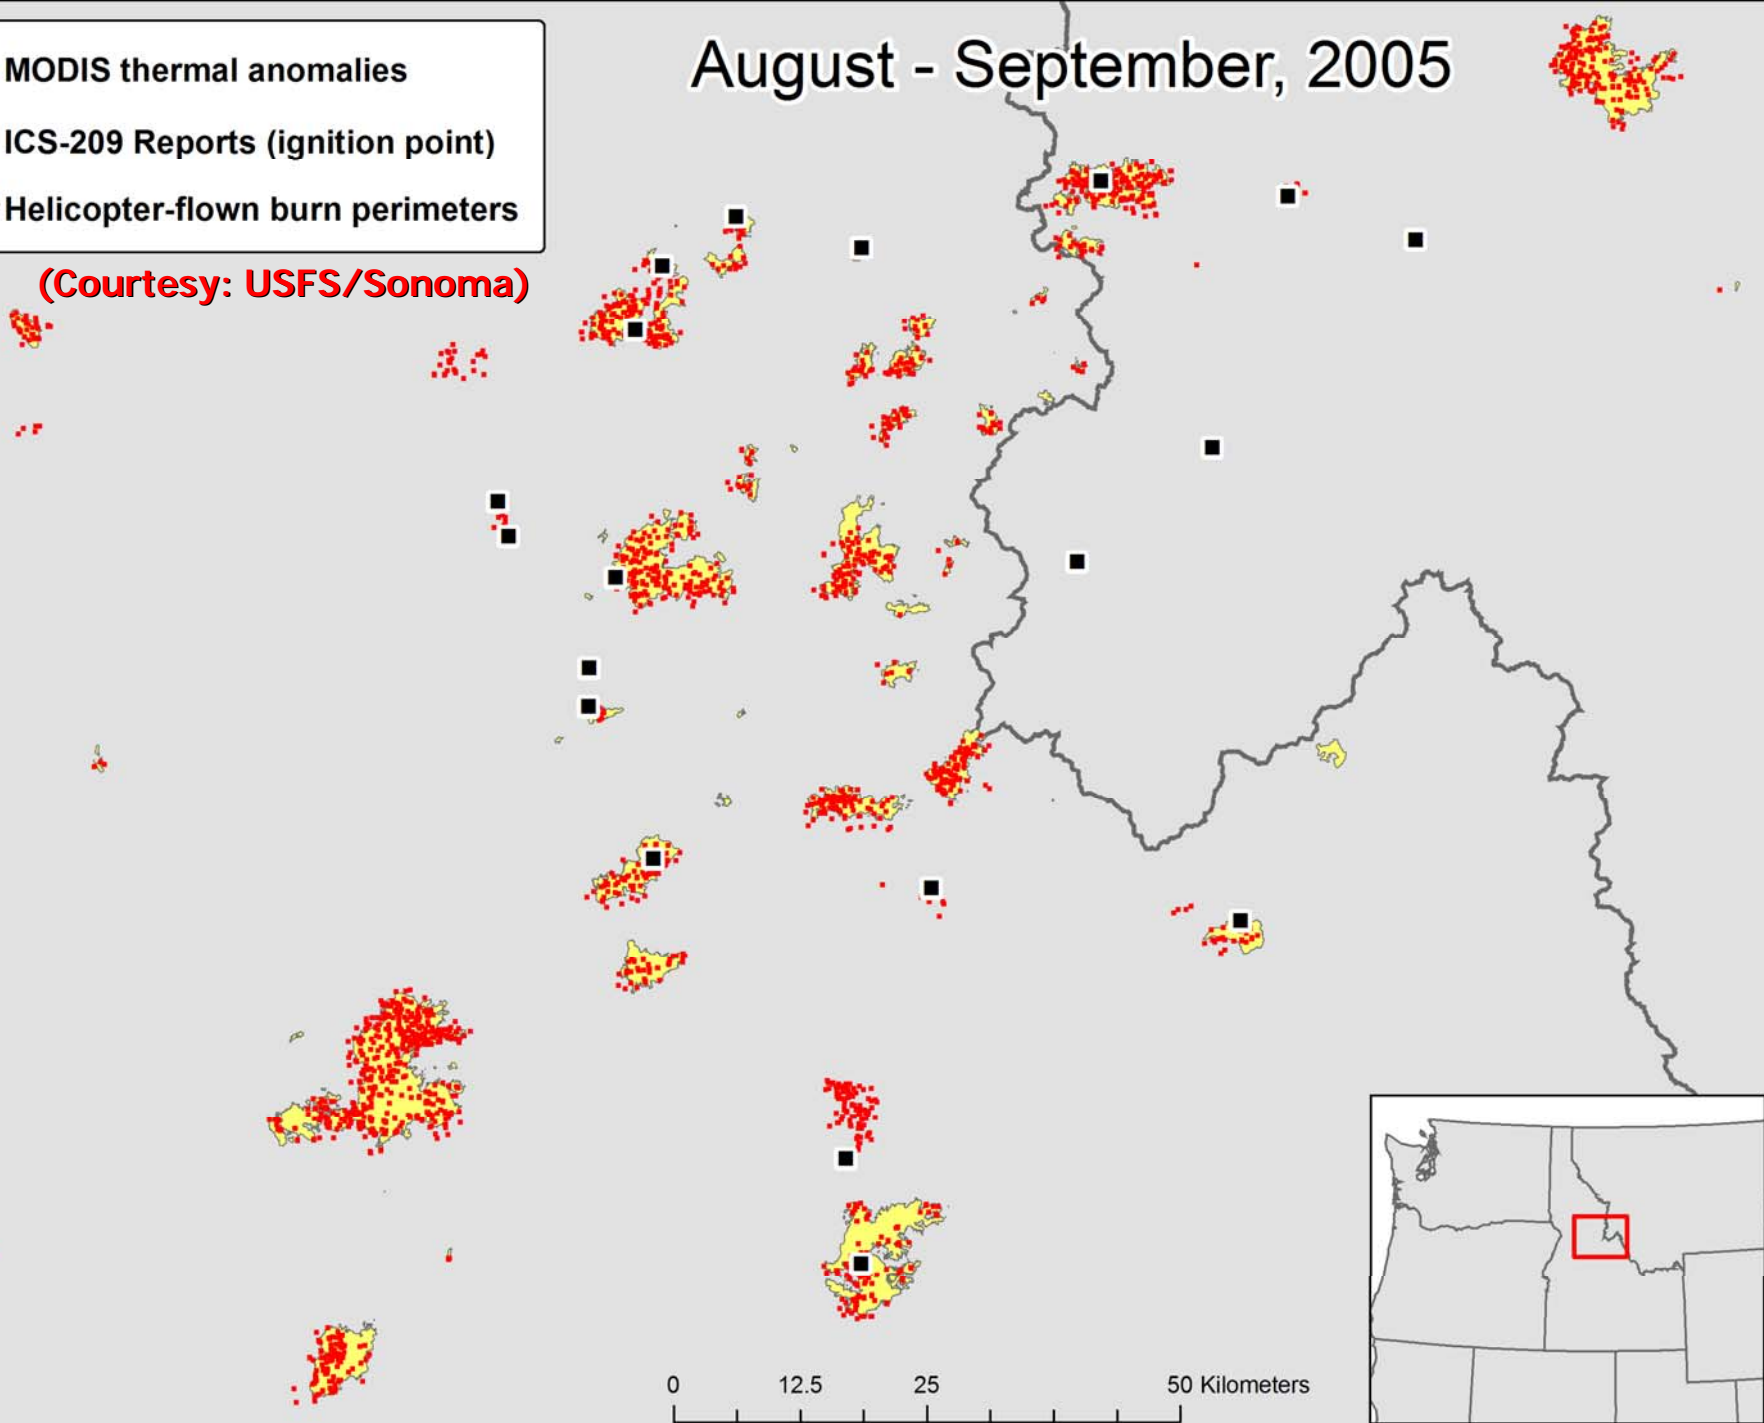 August - September, 2005
MODIS thermal anomalies
ICS-209 Reports (ignition point)
Helicopter-flown burn perimeters
(Courtesy: USFS/Sonoma)
0 12.5 25 50 Kilometers